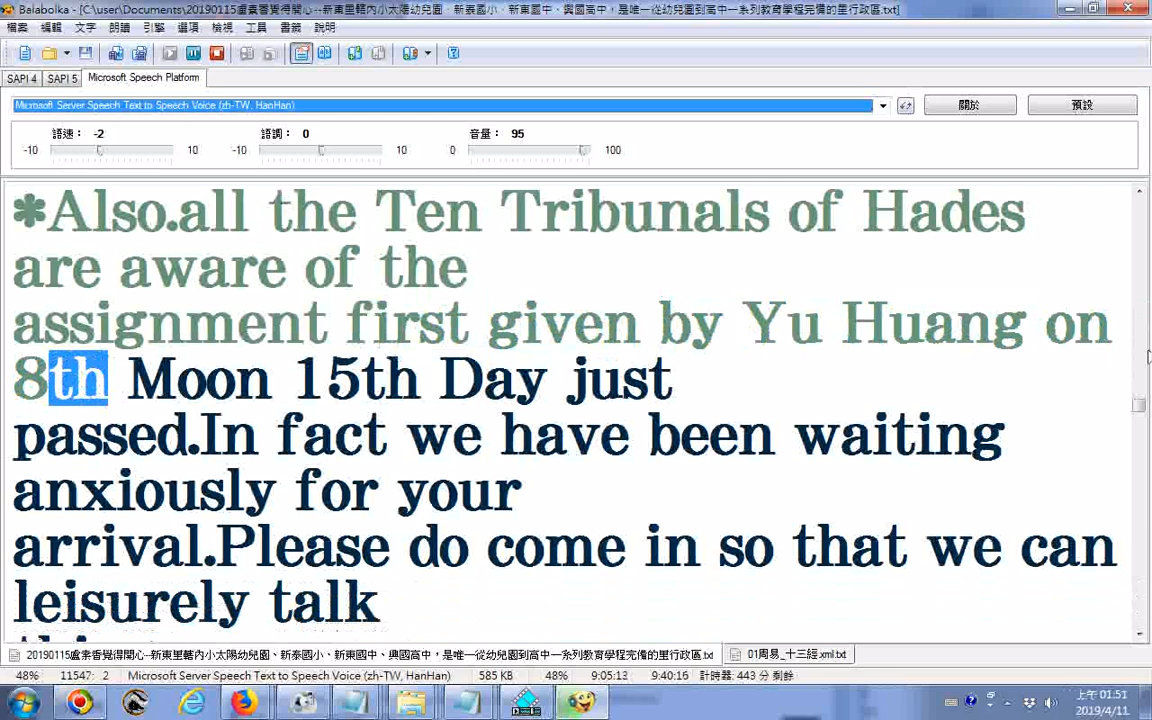 Balabolka - [C:\user\Documents\20190115盧素香覺得開心--新東里轄內小太陽幼兒園、新泰國小、新東國中、興國高中，是唯一從幼兒園到高中一系列教育學程完備的里行政區.txt]
檔案 編輯 文字 朗讀 引擎 選項 檢視 工具 書籤 說明
SAPI 4 SAPI 5 Microsoft Speech Platform
Microsoft Server Speech Text to Speech Voice (zh-TW, HanHan)
關於 預設
語速： -2 語調： 0 音量： 95
-10 10 -10 10 0 100
*Also.all the Ten Tribunals of Hades
are aware of the
assignment first given by Yu Huang on
8th Moon 15th Day just
passed.In fact we have been waiting
anxiously for your
arrival.Please do come in so that we can
leisurely talk
20190115盧素香覺得開心--新東里轄內小太陽幼兒園、新泰國小、新東國中、興國高中，是唯一從幼兒園到高中一系列教育學程完備的里行政區.txt 01周易_十三經.xml.txt
48% 11547: 2 Microsoft Server Speech Text to Speech Voice (zh-TW, HanHan) 585 KB 48% 9:05:13 9:40:16 計時器: 443 分 剩餘
上午 01:51
2019/4/11